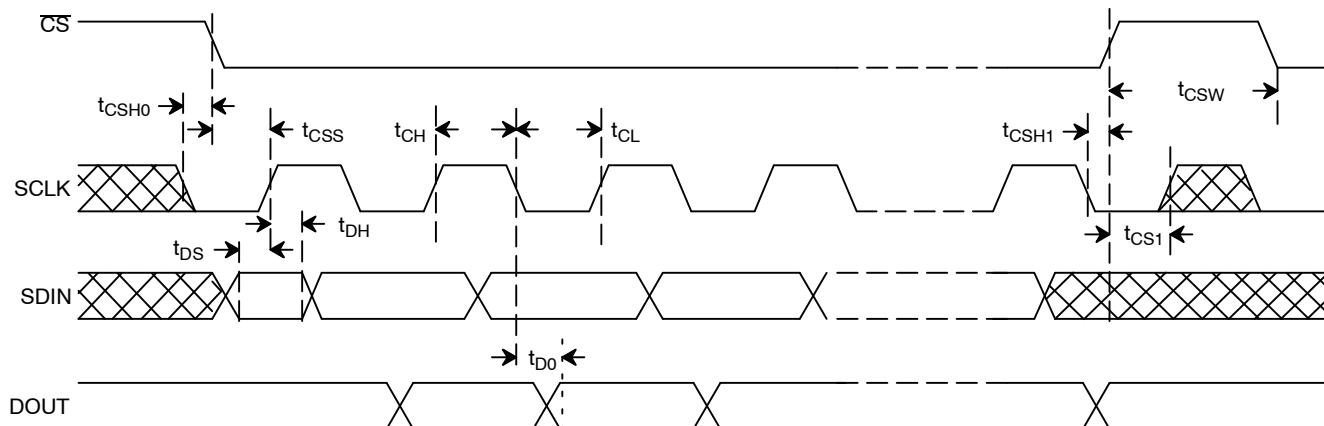 CS
tCSH0
tCSS
tCH
tCL
tCSH1
tCSW
SCLK
tDS
tDH
tCS1
SDIN
tD0
DOUT